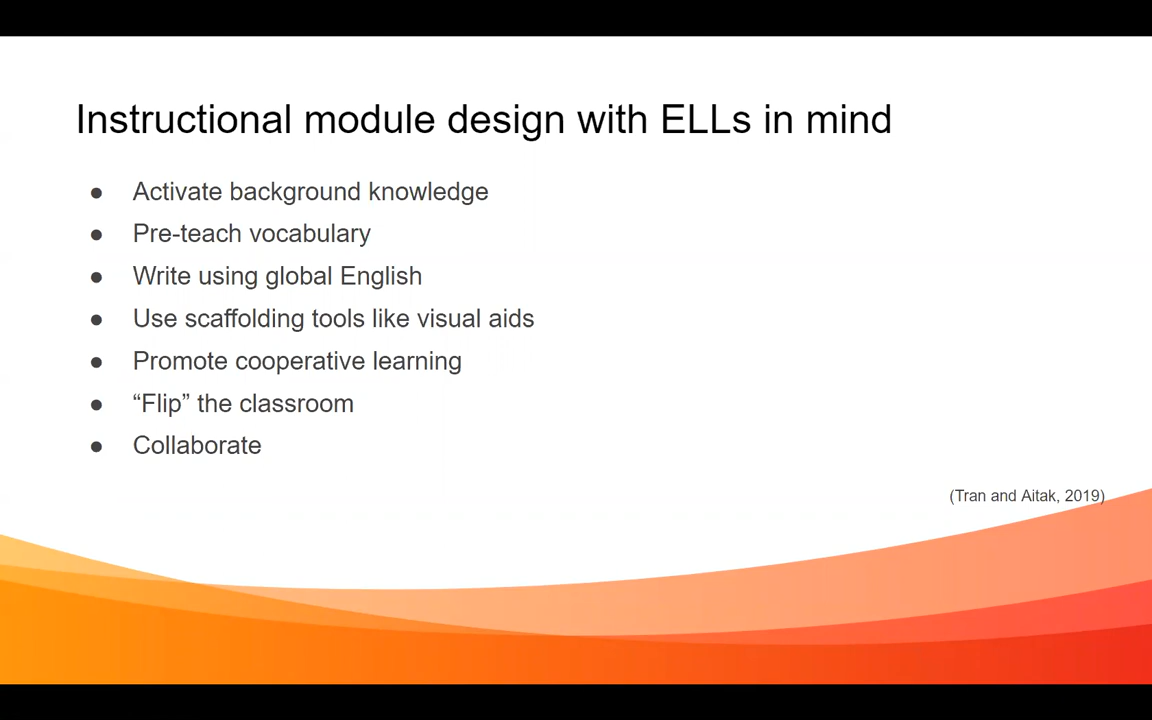 Instructional module design with ELLs in mind
● Activate background knowledge
● Pre-teach vocabulary
● Write using global English
● Use scaffolding tools like visual aids
● Promote cooperative learning
● “Flip” the classroom
● Collaborate
(Tran and Aitak, 2019)